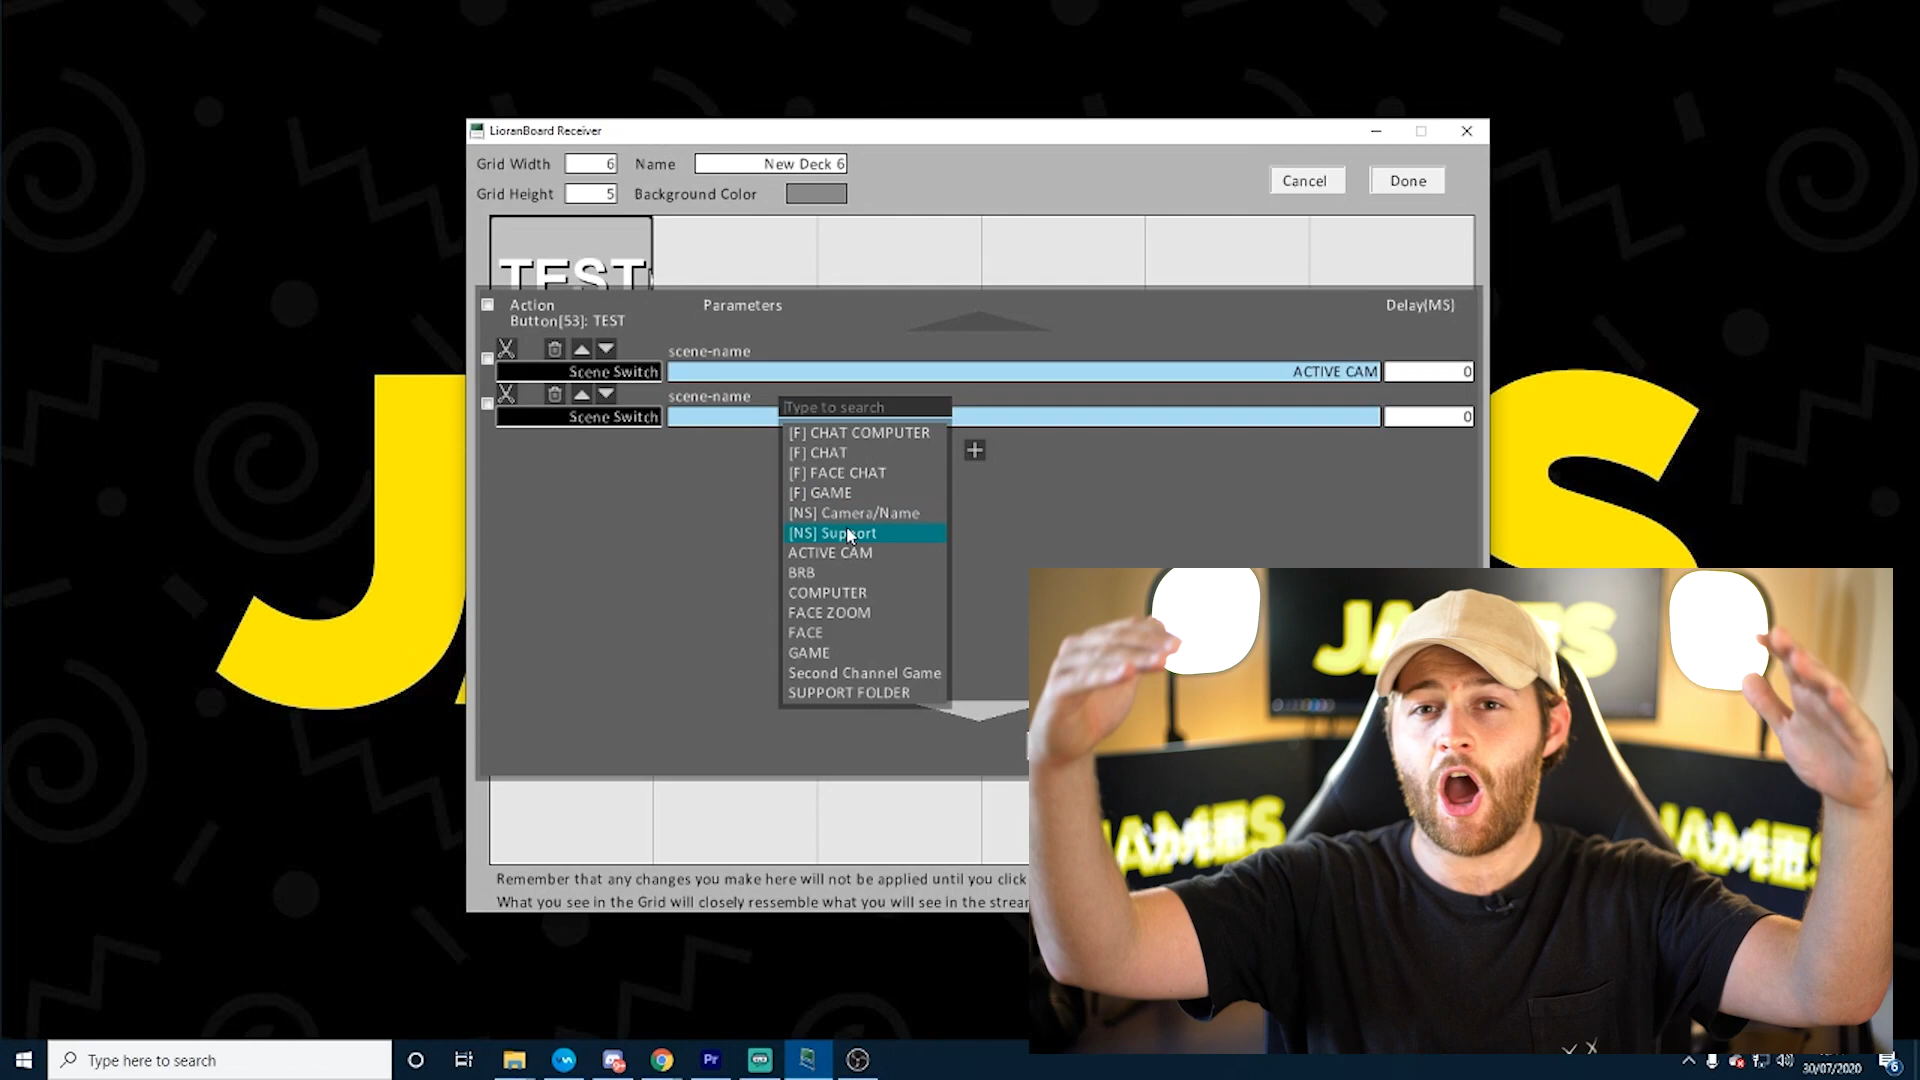 LioranBoard Receiver
Grid Width 6 Name New Deck 6
Grid Height 5 Background Color
Cancel Done
TEST
Action Parameters Delay(MS)
Button[53]: TEST
scene-name
Scene Switch ACTIVE CAM 0
scene-name
Scene Switch 0
Type to search
[F] CHAT COMPUTER
[F] CHAT
[F] FACE CHAT
[F] GAME
[NS] Camera/Name
[NS] Support
ACTIVE CAM
BRB
COMPUTER
FACE ZOOM
FACE
GAME
Second Channel Game
SUPPORT FOLDER
Remember that any changes you make here will not be applied until you click
What you see in the Grid will closely ressemble what you will see in the strear
JA S
JAMES
Type here to search
Pr
30/07/2020
6